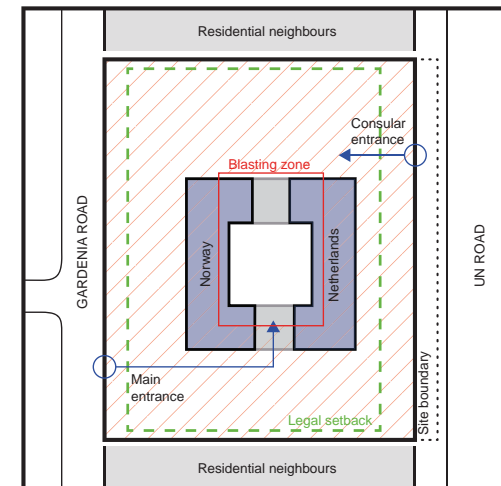 Residential neighbours
Consular
entrance
Blasting zone
GARDENIA ROAD
Norway
Netherlands
UN ROAD
Main
entrance
Site boundary
Legal setback
Residential neighbours